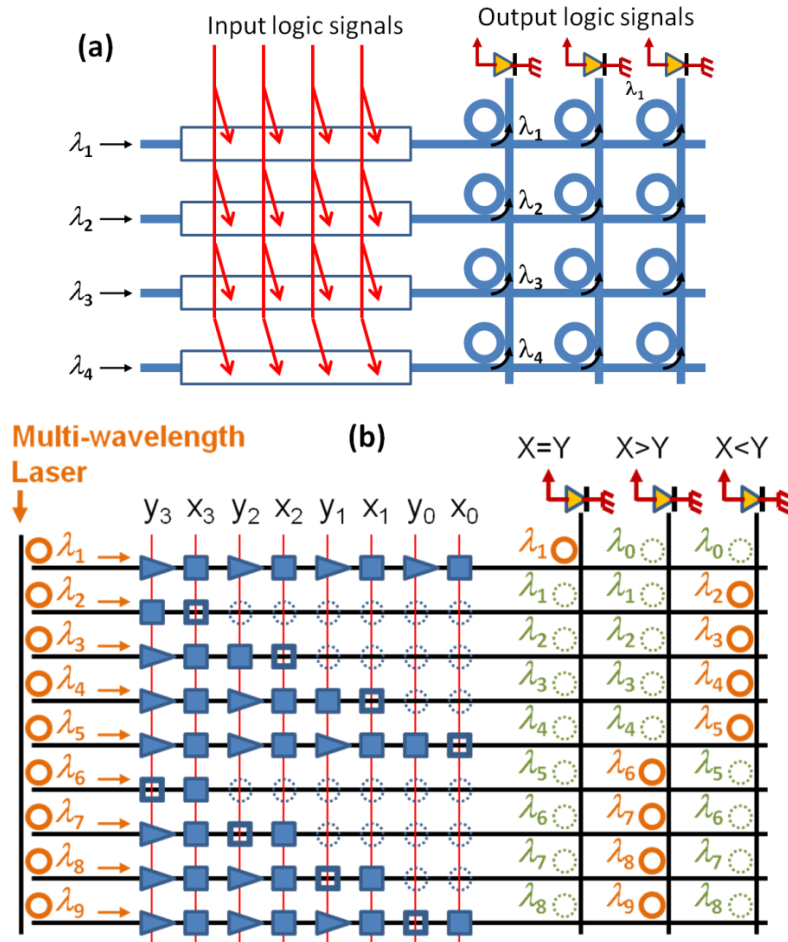 (a)
Input logic signals
Output logic signals
λ₁
λ₁
λ₁
λ₂
λ₂
λ₃
λ₃
λ₄
λ₄
(b)
Multi-wavelength
Laser
X=Y X>Y X<Y
y₃ x₃ y₂ x₂ y₁ x₁ y₀ x₀
λ₁ λ₁ λ₀ λ₀
λ₂ λ₁ λ₁ λ₂
λ₃ λ₂ λ₂ λ₃
λ₄ λ₃ λ₃ λ₄
λ₅ λ₄ λ₄ λ₅
λ₆ λ₅ λ₆ λ₅
λ₇ λ₆ λ₇ λ₆
λ₈ λ₇ λ₈ λ₇
λ₉ λ₈ λ₉ λ₈